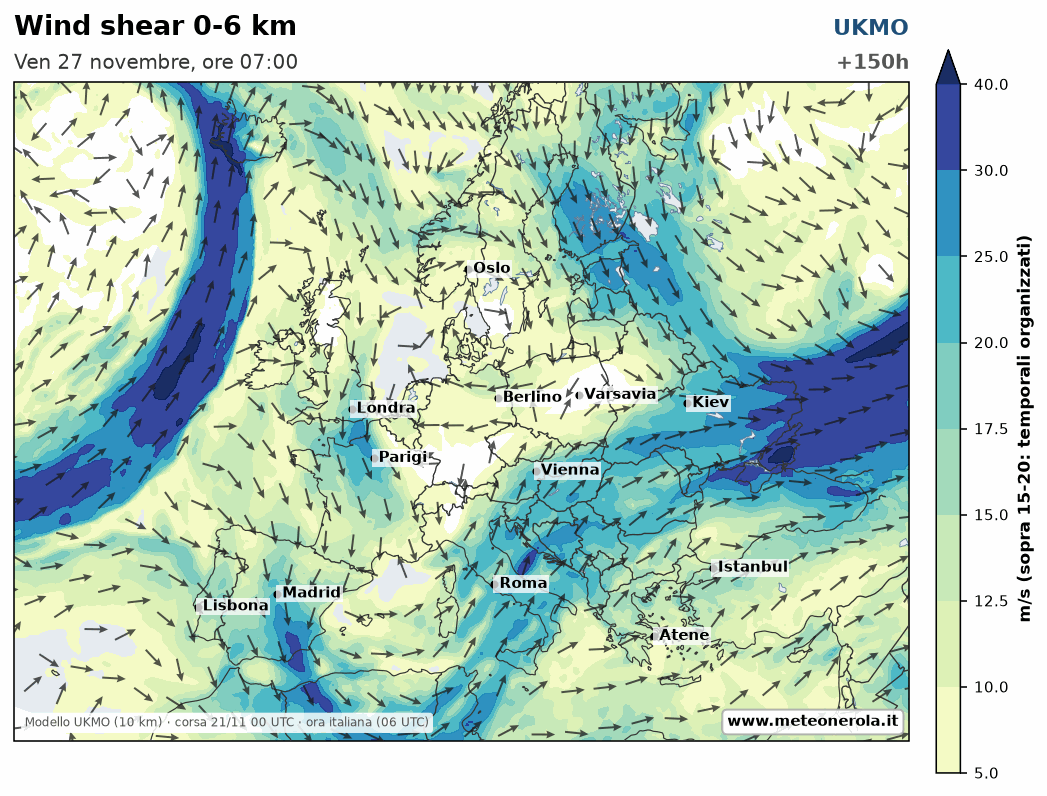 Wind shear 0-6 km
UKMO
Ven 27 novembre, ore 07:00
+150h
40.0
30.0
25.0
20.0
17.5
15.0
12.5
10.0
5.0
m/s (sopra 15-20: temporali organizzati)
Oslo
Berlino
Varsavia
Londra
Kiev
Parigi
Vienna
Istanbul
Roma
Madrid
Lisbona
Atene
Modello UKMO (10 km) · corsa 21/11 00 UTC · ora italiana (06 UTC)
www.meteonerola.it